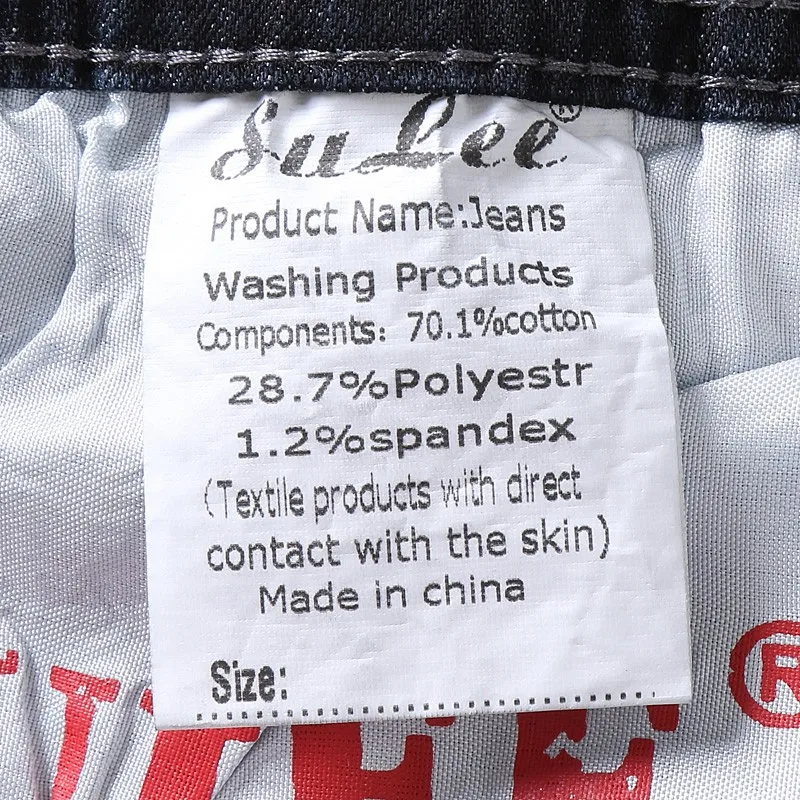 SuLee®
Product Name:Jeans
Washing Products
Components: 70.1%cotton
28.7%Polyestr
1.2%spandex
(Textile products with direct
contact with the skin)
Made in china
Size:
®